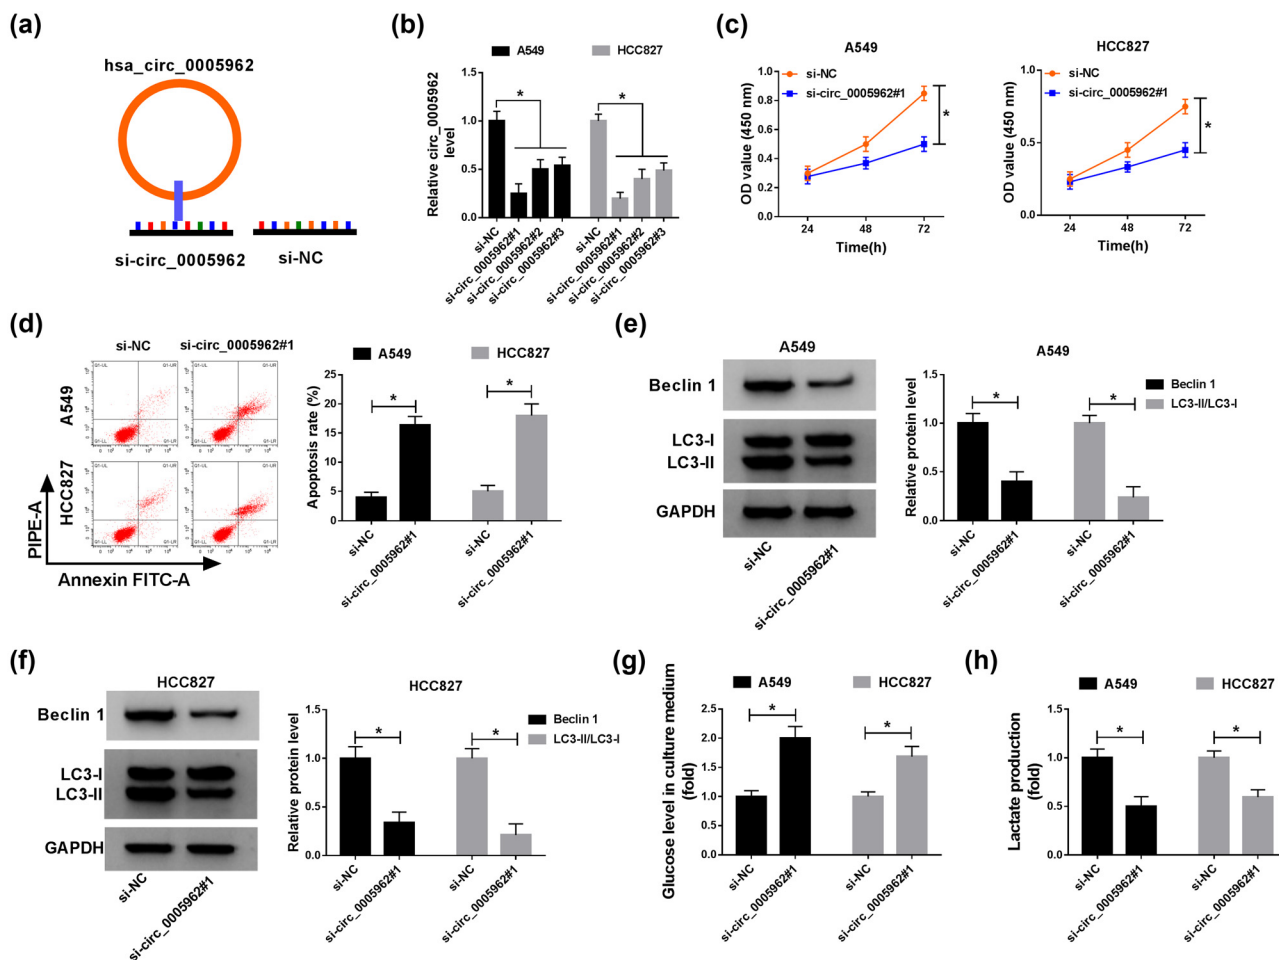 (a)
hsa_circ_0005962
si-circ_0005962
si-NC
(b)
A549
HCC827
Relative circ_0005962
level
1.5
1.0
0.5
0.0
*
*
si-NC
si-circ_0005962#1
si-circ_0005962#2
si-circ_0005962#3
si-NC
si-circ_0005962#1
si-circ_0005962#2
si-circ_0005962#3
(c)
A549
si-NC
si-circ_0005962#1
OD value (450 nm)
1.0
0.8
0.6
0.4
0.2
0.0
*
24
48
72
Time(h)
HCC827
si-NC
si-circ_0005962#1
OD value (450 nm)
1.0
0.5
0.0
*
24
48
72
Time(h)
(d)
si-NC
si-circ_0005962#1
A549
HCC827
Q1-UL
Q1-UR
Q1-LL
Q1-LR
PIPE-A
Annexin FITC-A
A549
HCC827
Apoptosis rate (%)
25
20
15
10
5
0
*
*
si-NC
si-circ_0005962#1
si-NC
si-circ_0005962#1
(e)
A549
Beclin 1
LC3-I
LC3-II
GAPDH
si-NC
si-circ_0005962#1
A549
Beclin 1
LC3-II/LC3-I
Relative protein level
1.5
1.0
0.5
0.0
*
*
si-NC
si-circ_0005962#1
si-NC
si-circ_0005962#1
(f)
HCC827
Beclin 1
LC3-I
LC3-II
GAPDH
si-NC
si-circ_0005962#1
HCC827
Beclin 1
LC3-II/LC3-I
Relative protein level
1.5
1.0
0.5
0.0
*
*
si-NC
si-circ_0005962#1
si-NC
si-circ_0005962#1
(g)
A549
HCC827
Glucose level in culture medium
(fold)
2.5
2.0
1.5
1.0
0.5
0.0
*
*
si-NC
si-circ_0005962#1
si-NC
si-circ_0005962#1
(h)
A549
HCC827
Lactate production
(fold)
1.5
1.0
0.5
0.0
*
*
si-NC
si-circ_0005962#1
si-NC
si-circ_0005962#1